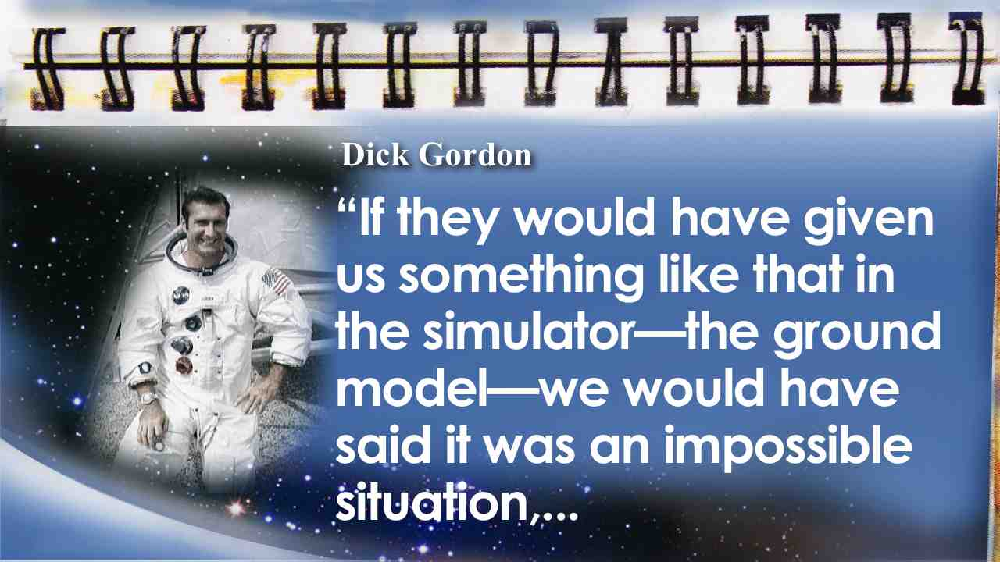 Dick Gordon
“If they would have given
us something like that in
the simulator—the ground
model—we would have
said it was an impossible
situation,...